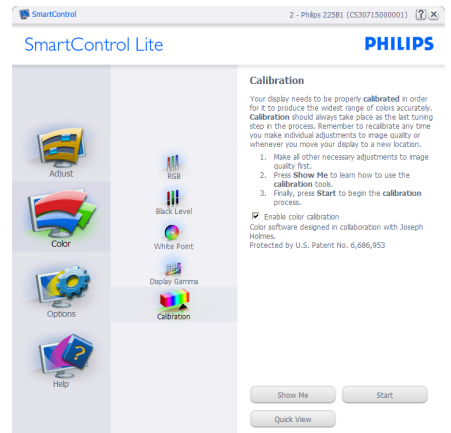 SmartControl
2 - Philips 225B1 (CS30715000001)
SmartControl Lite
PHILIPS
Adjust
Color
Options
Help
RGB
Black Level
White Point
Display Gamma
Calibration
Calibration
Your display needs to be properly calibrated in order
for it to produce the widest range of colors accurately.
Calibration should always take place as the last tuning
step in the process. Remember to recalibrate any time
you make individual adjustments to image quality or
whenever you move your display to a new location.
1. Make all other necessary adjustments to image
quality first.
2. Press Show Me to learn how to use the
calibration tools.
3. Finally, press Start to begin the calibration
process.
Enable color calibration
Color software designed in collaboration with Joseph
Holmes.
Protected by U.S. Patent No. 6,686,953
Show Me
Start
Quick View